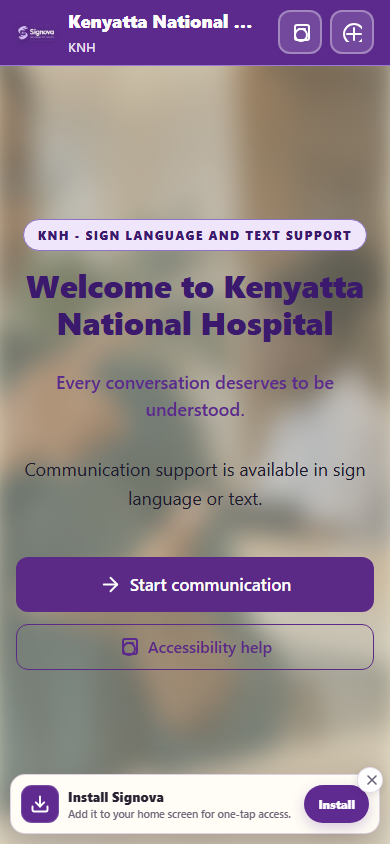 Signova
Kenyatta National ...
KNH
KNH - SIGN LANGUAGE AND TEXT SUPPORT
Welcome to Kenyatta
National Hospital
Every conversation deserves to be
understood.
Communication support is available in sign
language or text.
Start communication
Accessibility help
Install Signova
Add it to your home screen for one-tap access.
Install